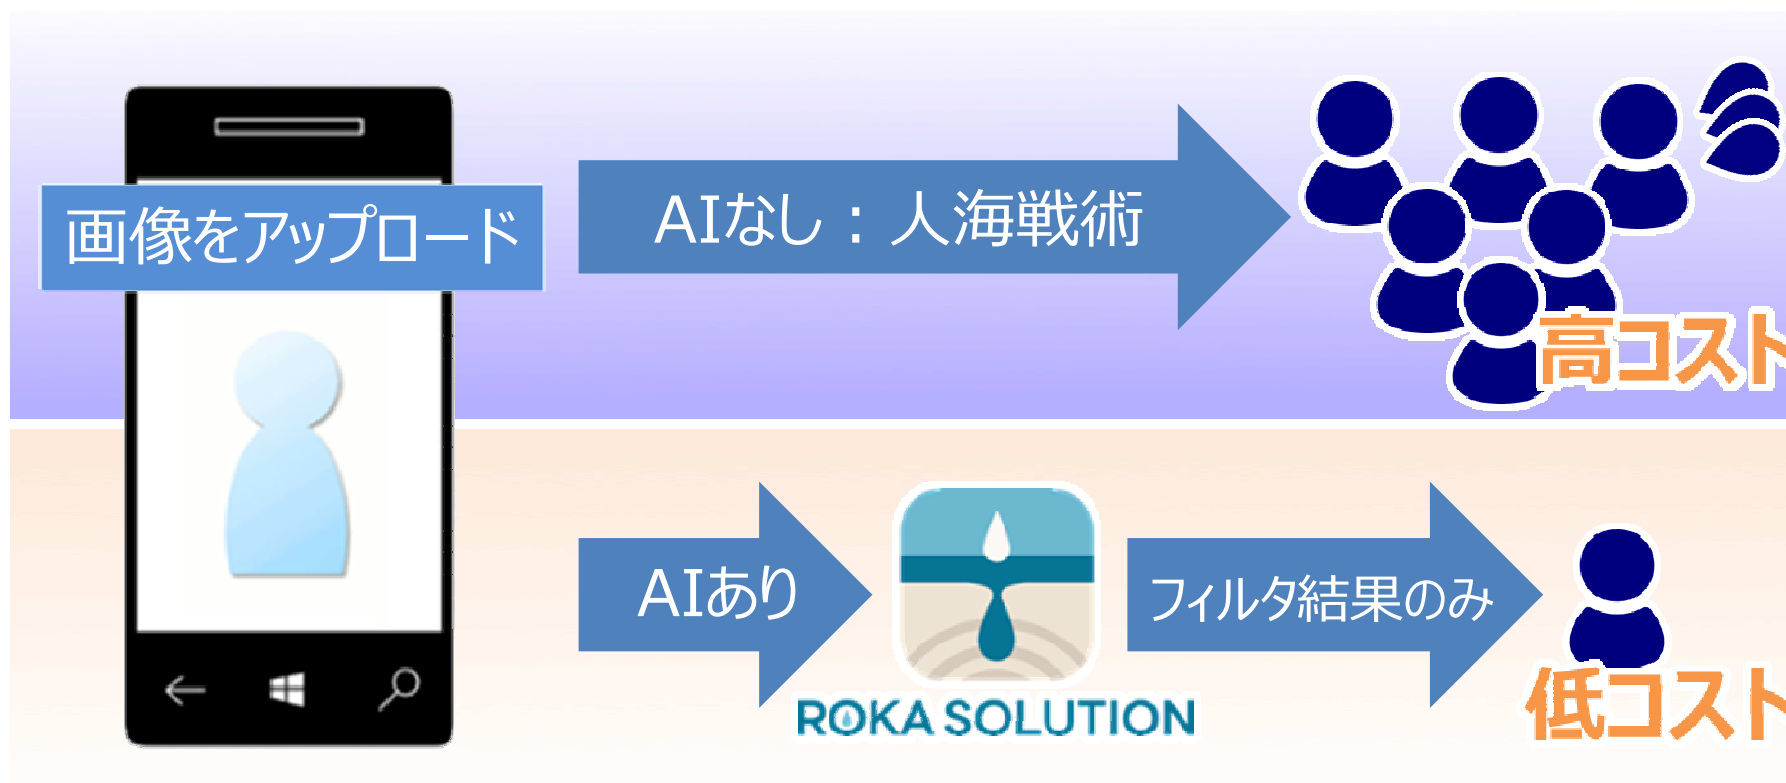 画像をアップロード
AIなし：人海戦術
高コスト
AIあり
ROKA SOLUTION
フィルタ結果のみ
低コスト